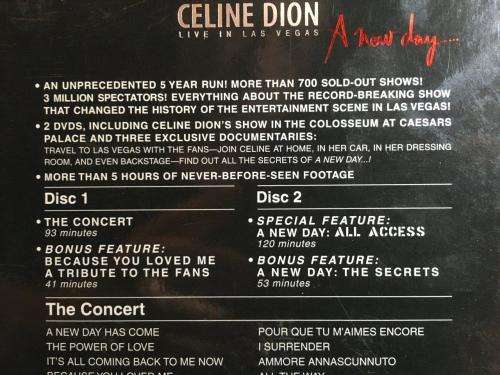 CELINE DION
LIVE IN LAS VEGAS
A new day....
• AN UNPRECEDENTED 5 YEAR RUN! MORE THAN 700 SOLD-OUT SHOWS!
3 MILLION SPECTATORS! EVERYTHING ABOUT THE RECORD-BREAKING SHOW
THAT CHANGED THE HISTORY OF THE ENTERTAINMENT SCENE IN LAS VEGAS!
• 2 DVDS, INCLUDING CELINE DION'S SHOW IN THE COLOSSEUM AT CAESARS
PALACE AND THREE EXCLUSIVE DOCUMENTARIES:
TRAVEL TO LAS VEGAS WITH THE FANS—JOIN CELINE AT HOME, IN HER CAR, IN HER DRESSING
ROOM, AND EVEN BACKSTAGE—FIND OUT ALL THE SECRETS OF A NEW DAY...!
• MORE THAN 5 HOURS OF NEVER-BEFORE-SEEN FOOTAGE
Disc 1
• THE CONCERT
93 minutes
• BONUS FEATURE:
BECAUSE YOU LOVED ME
A TRIBUTE TO THE FANS
41 minutes
Disc 2
• SPECIAL FEATURE:
A NEW DAY: ALL ACCESS
120 minutes
• BONUS FEATURE:
A NEW DAY: THE SECRETS
53 minutes
The Concert
A NEW DAY HAS COME
THE POWER OF LOVE
IT'S ALL COMING BACK TO ME NOW
BECAUSE YOU LOVED ME
POUR QUE TU M'AIMES ENCORE
I SURRENDER
AMMORE ANNASCUNNUTO
ALL THE WAY